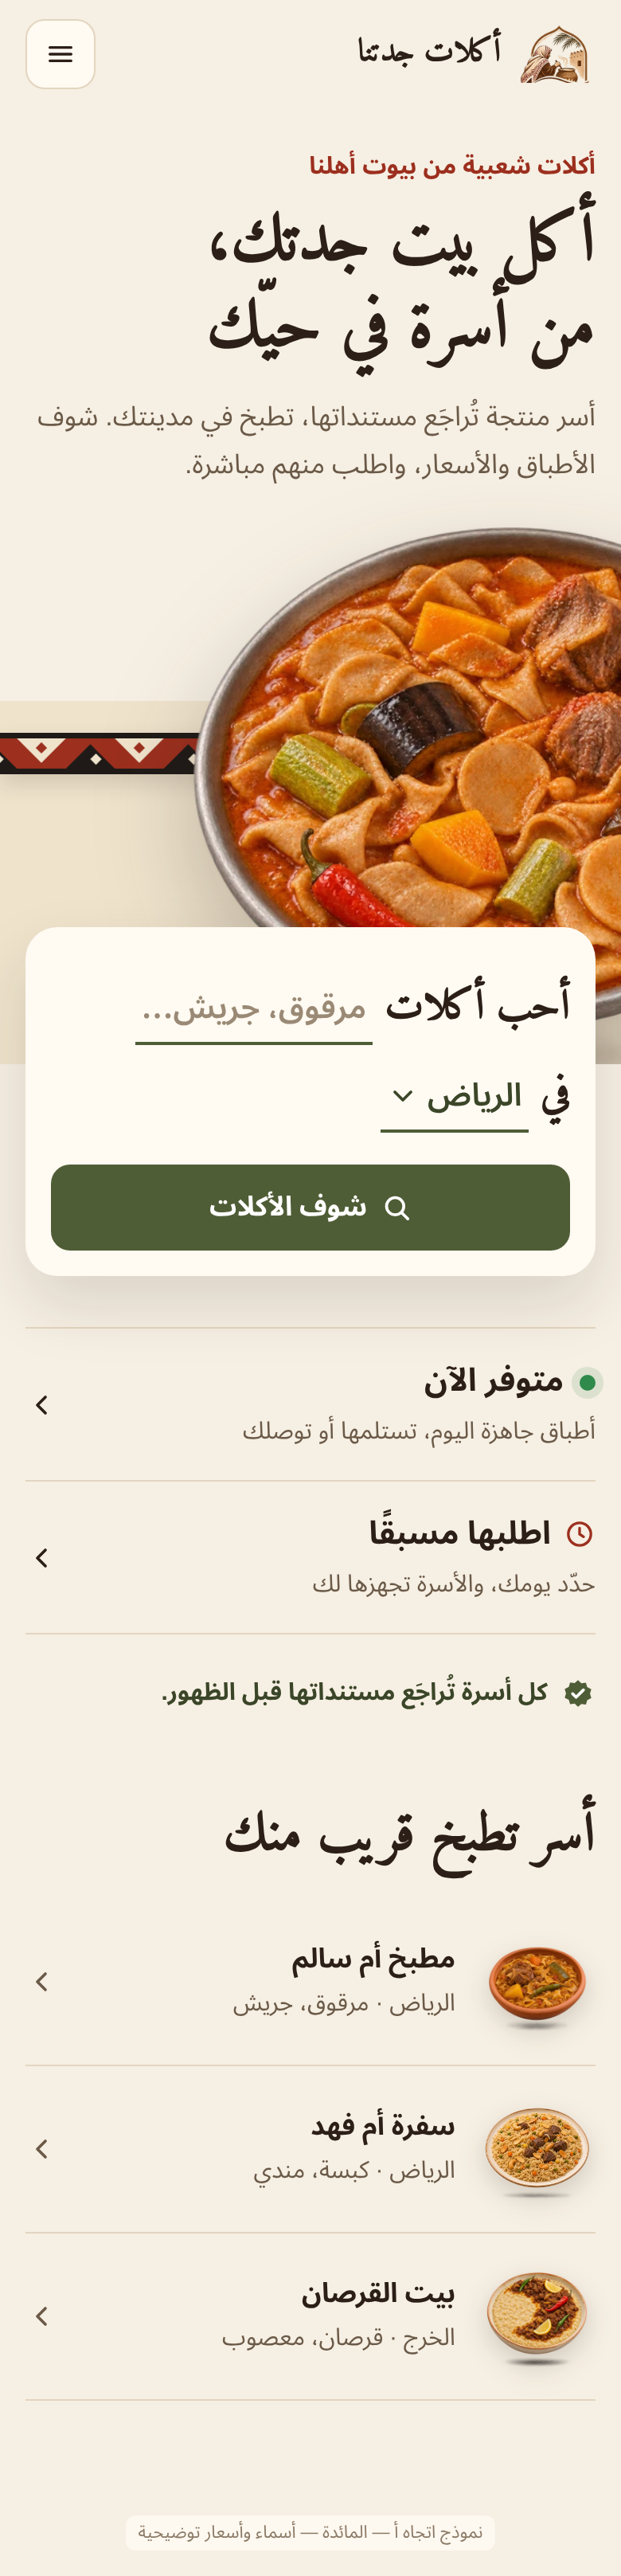 أكلات جدتنا
أكلات شعبية من بيوت أهلنا
أكل بيت جدتك،
من أسرة في حيّك
أسر منتجة تُراجَع مستنداتها، تطبخ في مدينتك. شوف
الأطباق والأسعار، واطلب منهم مباشرة.
أحب أكلات مرقوق، جريش...
في الرياض
شوف الأكلات
متوفر الآن
أطباق جاهزة اليوم، تستلمها أو توصلك
اطلبها مسبقًا
حدّد يومك، والأسرة تجهزها لك
كل أسرة تُراجَع مستنداتها قبل الظهور.
أسر تطبخ قريب منك
مطبخ أم سالم
الرياض · مرقوق، جريش
سفرة أم فهد
الرياض · كبسة، مندي
بيت القرصان
الخرج · قرصان، معصوب
نموذج اتجاه أ — المائدة — أسماء وأسعار توضيحية